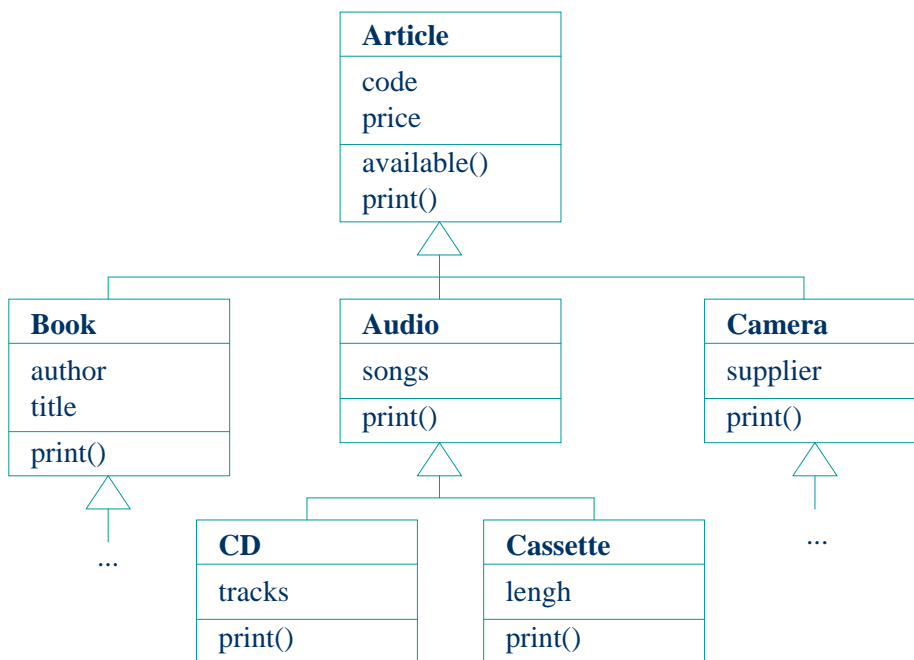 Article
code
price
available()
print()
Book
author
title
print()
...
Audio
songs
print()
CD
tracks
print()
Cassette
lengh
print()
Camera
supplier
print()
...